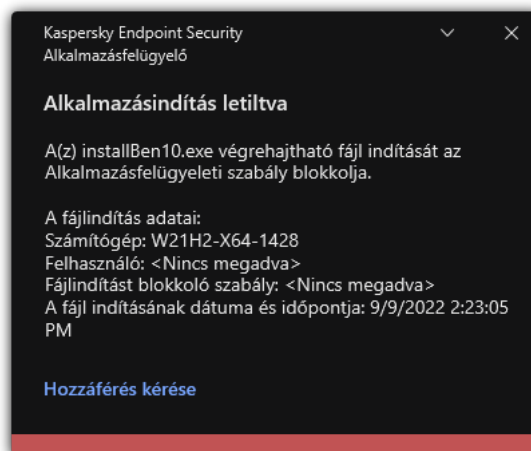 Kaspersky Endpoint Security
Alkalmazásfelügyelő
Alkalmazásindítás letiltva
A(z) installBen10.exe végrehajtható fájl indítását az
Alkalmazásfelügyeleti szabály blokkolja.
A fájlindítás adatai:
Számítógép: W21H2-X64-1428
Felhasználó: <Nincs megadva>
Fájlindítást blokkoló szabály: <Nincs megadva>
A fájl indításának dátuma és időpontja: 9/9/2022 2:23:05
PM
Hozzáférés kérése